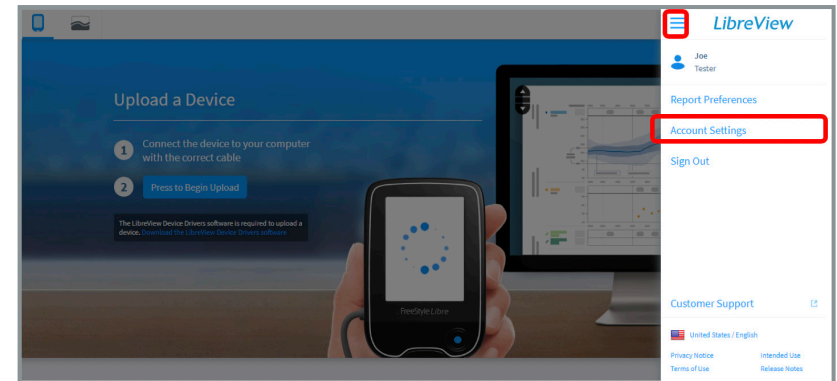 LibreView
Joe
Tester
Upload a Device
Report Preferences
1 Connect the device to your computer
with the correct cable
Account Settings
Sign Out
2 Press to Begin Upload
The LibreView Device Drivers software is required to upload a
device. Download the LibreView Device Drivers software
FreeStyle Libre
Customer Support
United States / English
Privacy Notice Intended Use
Terms of Use Release Notes